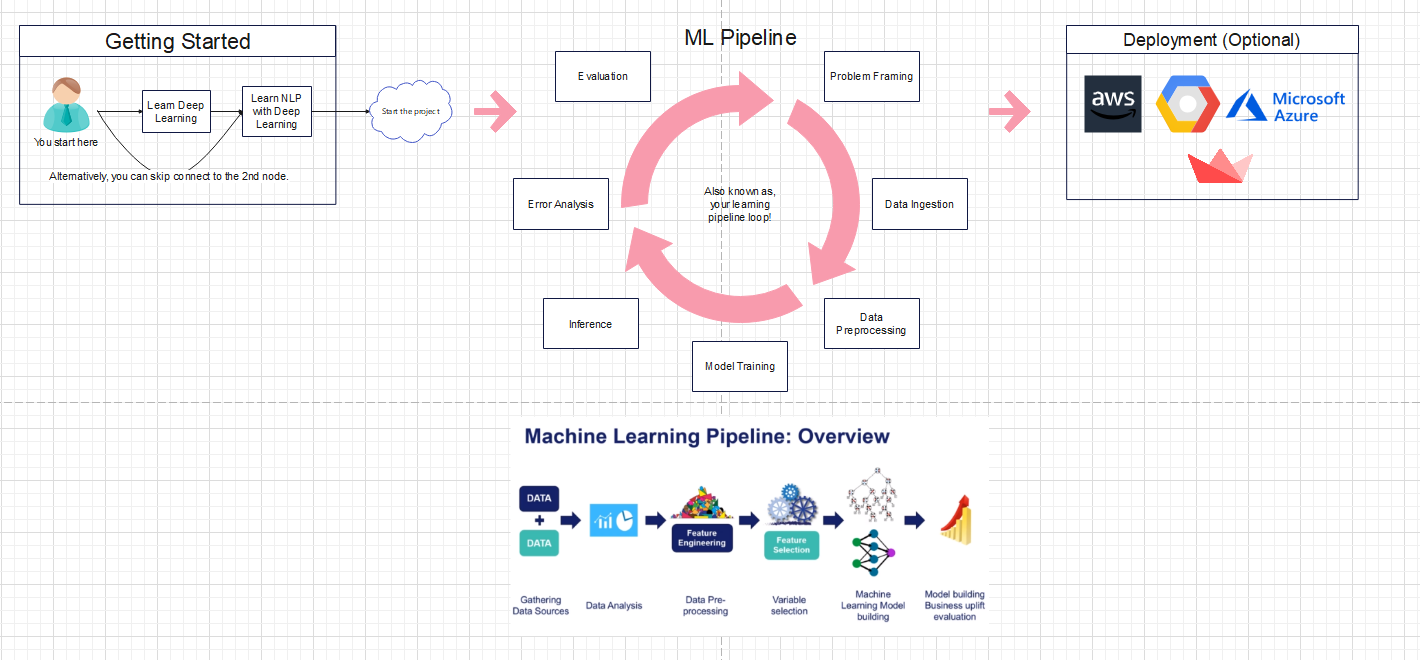 Getting Started
You start here
Learn Deep
Learning
Learn NLP
with Deep
Learning
Alternatively, you can skip connect to the 2nd node.
Start the project
ML Pipeline
Evaluation
Problem Framing
Error Analysis
Also known as,
your learning
pipeline loop!
Data Ingestion
Inference
Data
Preprocessing
Model Training
Deployment (Optional)
aws
Microsoft
Azure
Machine Learning Pipeline: Overview
DATA
+
DATA
Feature
Engineering
Feature
Selection
Gathering
Data Sources
Data Analysis
Data Pre-
processing
Variable
selection
Machine
Learning Model
building
Model building
Business uplift
evaluation